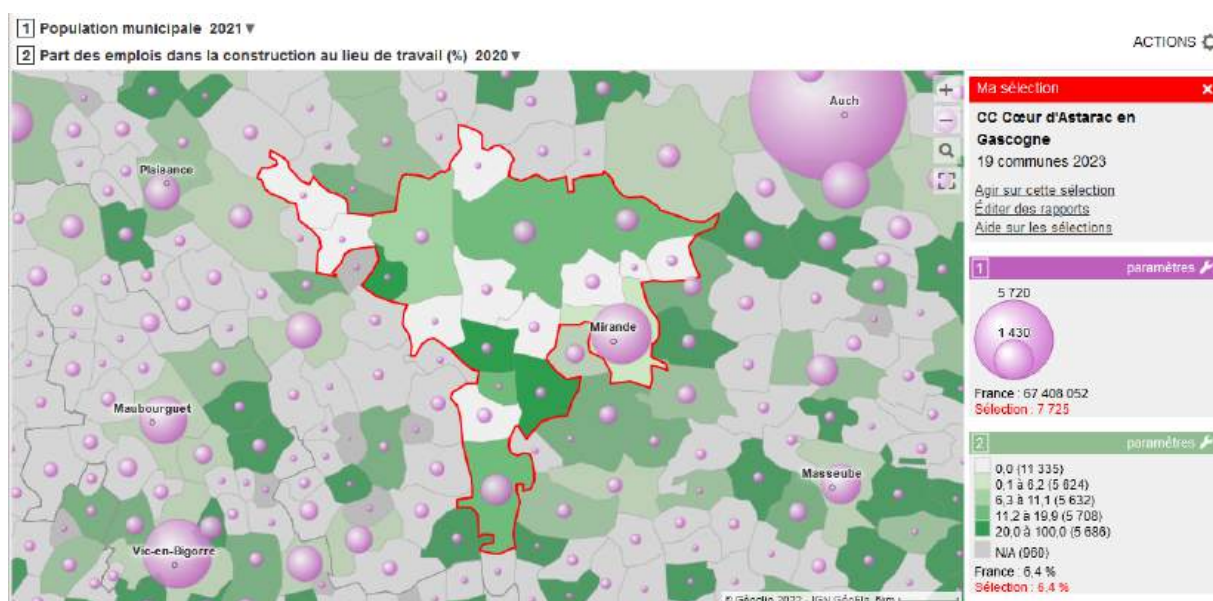 1 Population municipale 2021 ▼
2 Part des emplois dans la construction au lieu de travail (%) 2020 ▼
ACTIONS
Ma sélection ×
CC Cœur d'Astarac en
Gascogne
19 communes 2023
Agir sur cette sélection
Éditer des rapports
Aide sur les sélections
1 paramètres
5 720
1 430
France : 67 408 052
Sélection : 7 725
2 paramètres
0,0 (11 335)
0,1 à 6,2 (5 624)
6,3 à 11,1 (5 632)
11,2 à 19,9 (5 708)
20,0 à 100,0 (5 686)
N/A (960)
France : 6,4 %
Sélection : 6,4 %
Auch
Plaisance
Mirande
Maubourguet
Masseube
Vic-en-Bigorre